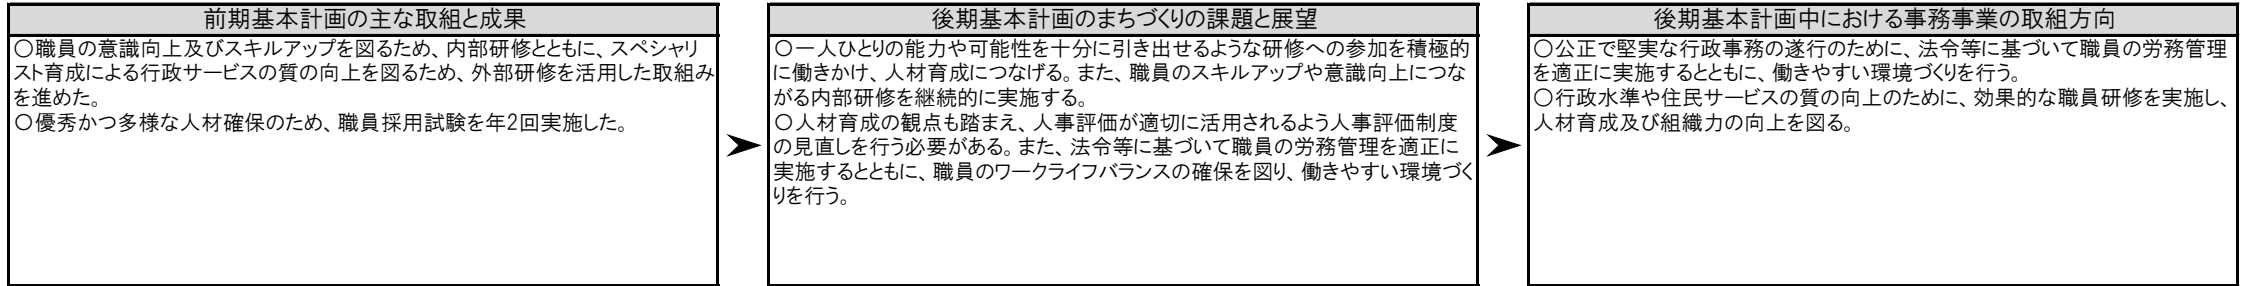 前期基本計画の主な取組と成果
〇職員の意識向上及びスキルアップを図るため、内部研修とともに、スペシャリ
スト育成による行政サービスの質の向上を図るため、外部研修を活用した取組み
を進めた。
〇優秀かつ多様な人材確保のため、職員採用試験を年2回実施した。
後期基本計画のまちづくりの課題と展望
〇一人ひとりの能力や可能性を十分に引き出せるような研修への参加を積極的
に働きかけ、人材育成につなげる。また、職員のスキルアップや意識向上につな
がる内部研修を継続的に実施する。
〇人材育成の観点も踏まえ、人事評価が適切に活用されるよう人事評価制度
の見直しを行う必要がある。また、法令等に基づいて職員の労務管理を適正に
実施するとともに、職員のワークライフバランスの確保を図り、働きやすい環境づく
りを行う。
後期基本計画中における事務事業の取組方向
〇公正で堅実な行政事務の遂行のために、法令等に基づいて職員の労務管理
を適正に実施するとともに、働きやすい環境づくりを行う。
〇行政水準や住民サービスの質の向上のために、効果的な職員研修を実施し、
人材育成及び組織力の向上を図る。